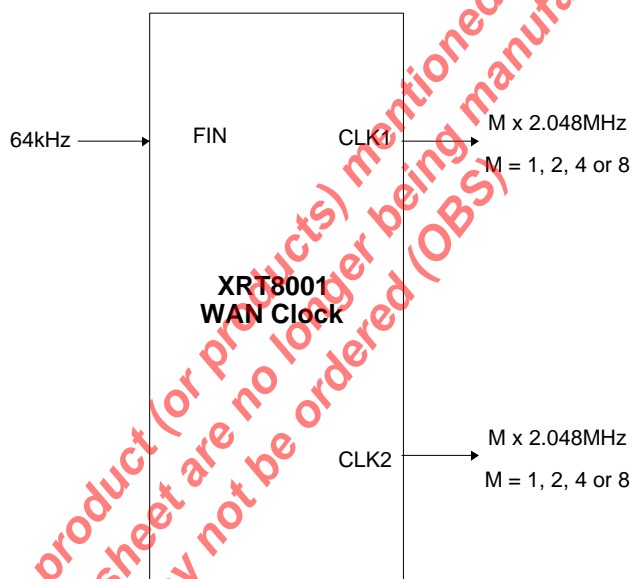 64kHz
FIN
CLK1
M x 2.048MHz
M = 1, 2, 4 or 8
XRT8001
WAN Clock
CLK2
M x 2.048MHz
M = 1, 2, 4 or 8
product (or products) mentioned
sheet are no longer being manufa
y not be ordered (OBS)